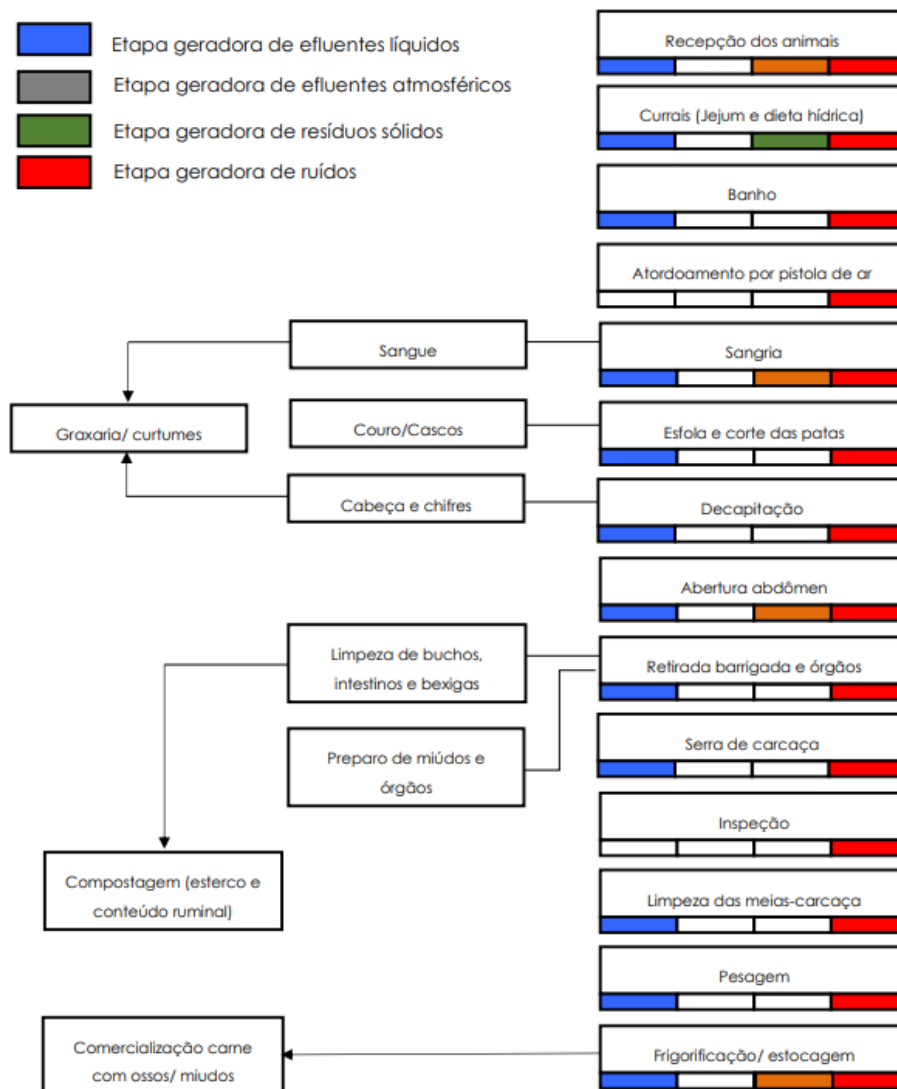 Etapa geradora de efluentes líquidos
Etapa geradora de efluentes atmosféricos
Etapa geradora de resíduos sólidos
Etapa geradora de ruídos
Recepção dos animais
Currais (Jejum e dieta hídrica)
Banho
Atordoamento por pistola de ar
Sangue
Sangria
Graxaria/ curtumes
Couro/Cascos
Esfola e corte das patas
Cabeça e chifres
Decapitação
Abertura abdômen
Limpeza de buchos,
intestinos e bexigas
Retirada barrigada e órgãos
Preparo de miúdos e
órgãos
Serra de carcaça
Inspeção
Compostagem (esterco e
conteúdo ruminal)
Limpeza das meias-carcaça
Pesagem
Comercialização carne
com ossos/ miudos
Frigorificação/ estocagem